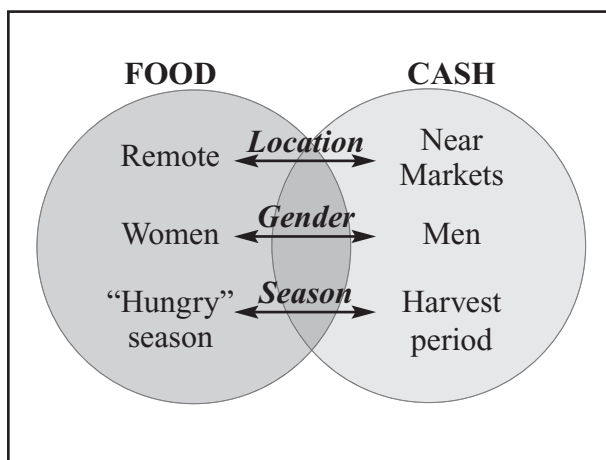 FOOD
CASH
Location
Remote
Near
Markets
Gender
Women
Men
Season
“Hungry”
season
Harvest
period